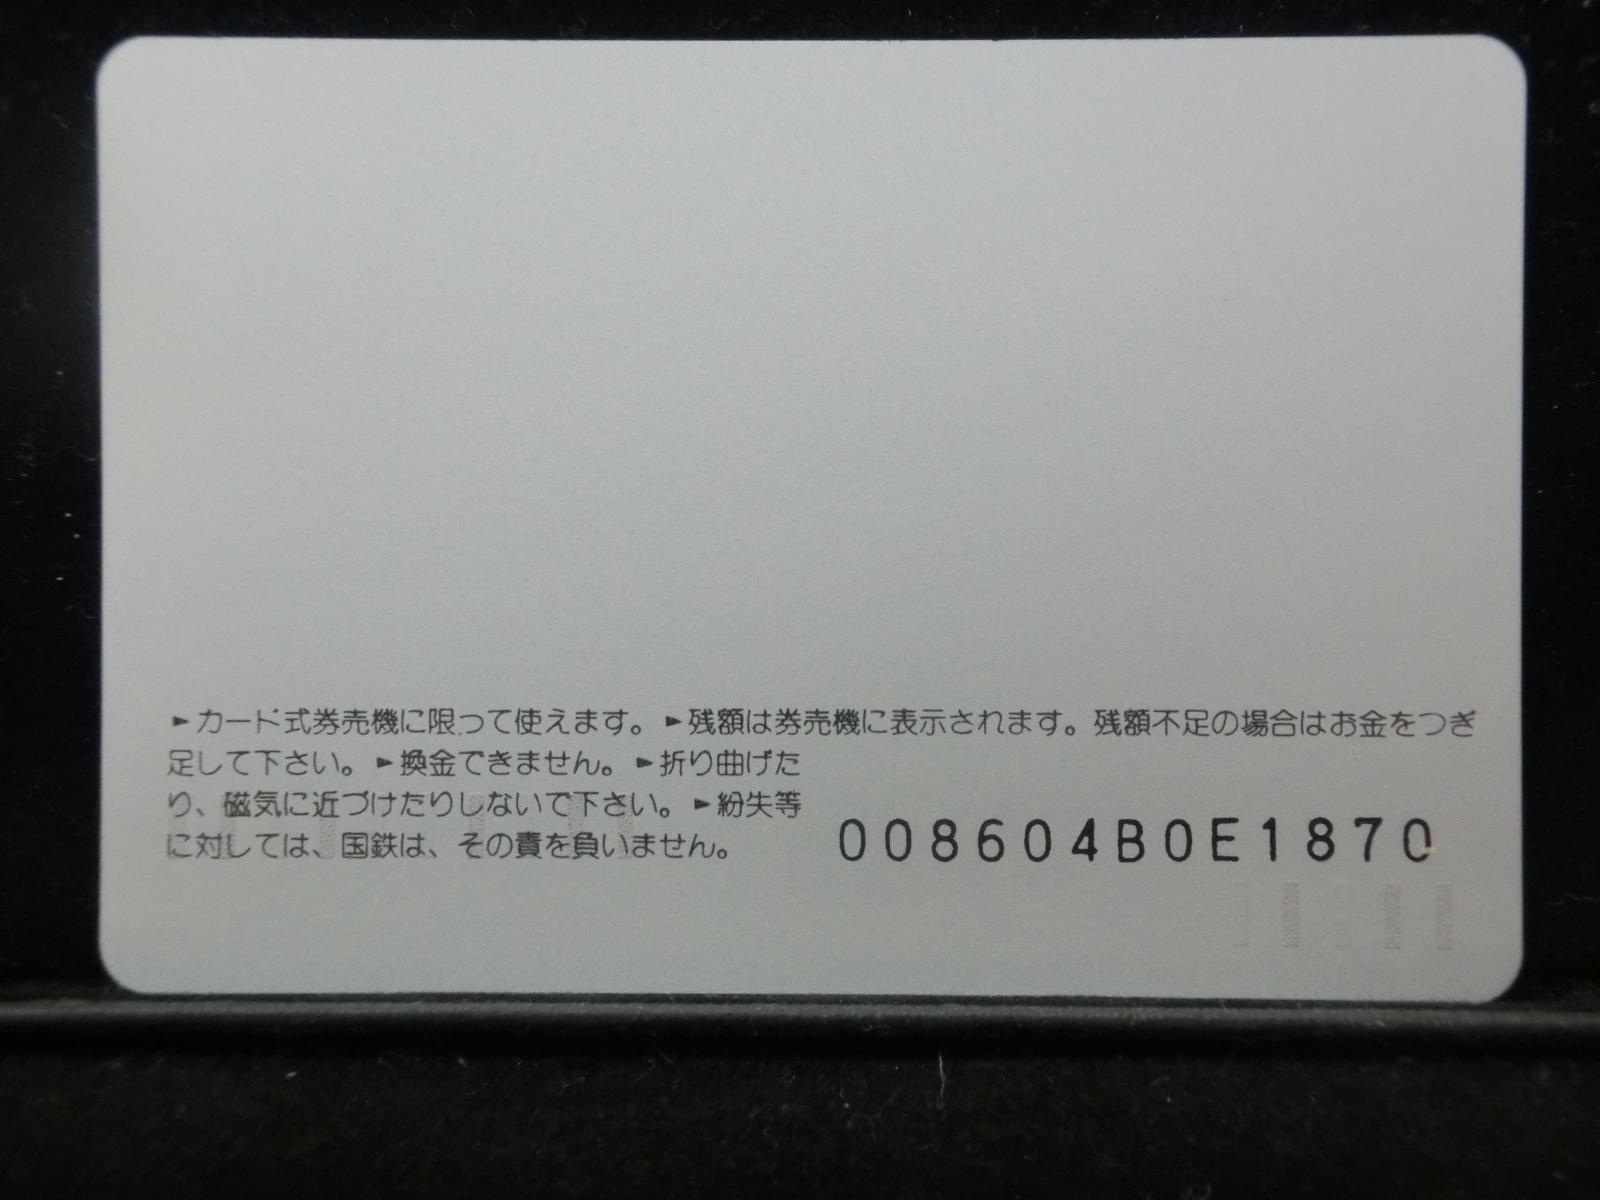 ►カード式券売機に限って使えます。►残額は券売機に表示されます。残額不足の場合はお金をつぎ
足して下さい。►換金できません。►折り曲げた
り、磁気に近づけたりしないで下さい。►紛失等
に対しては、国鉄は、その責を負いません。
008604B0E1870